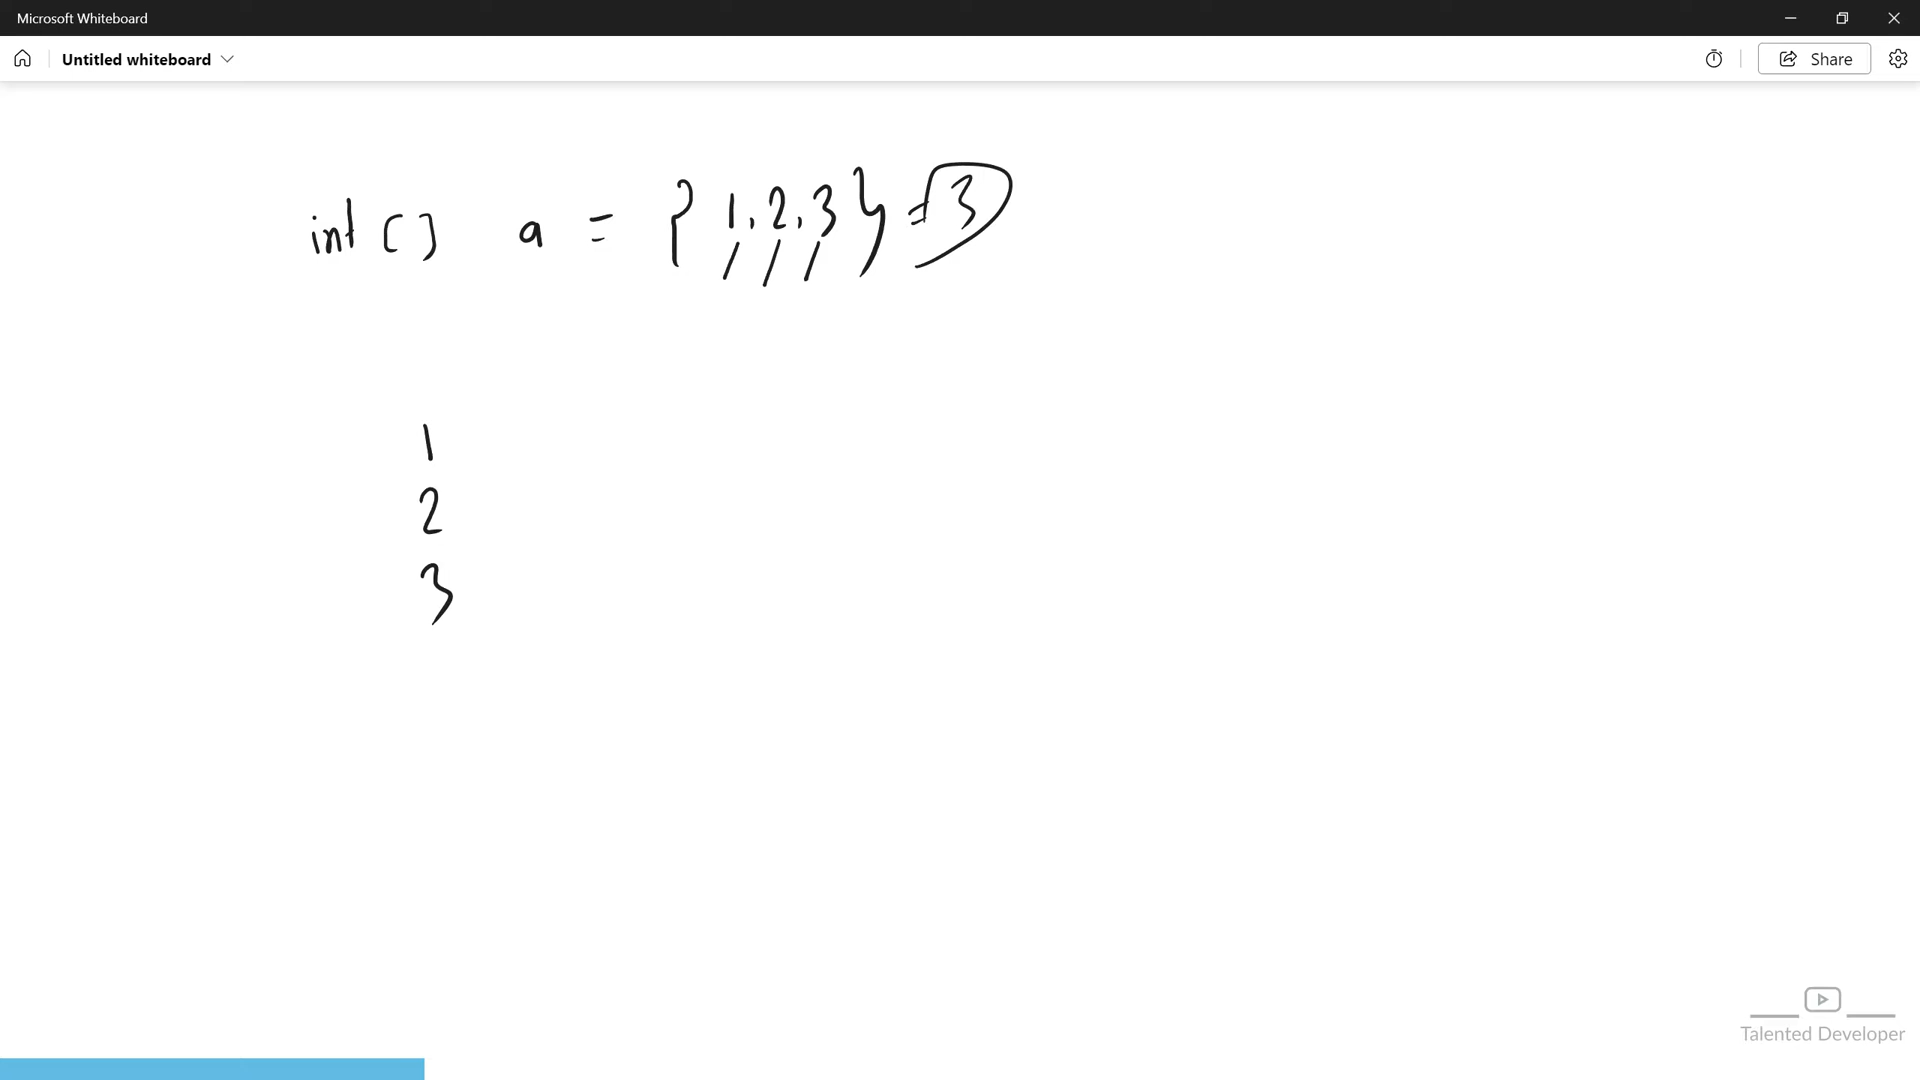 Microsoft Whiteboard
Untitled whiteboard
Share
int [] a = { 1, 2, 3 } = 3
1
2
3
Talented Developer